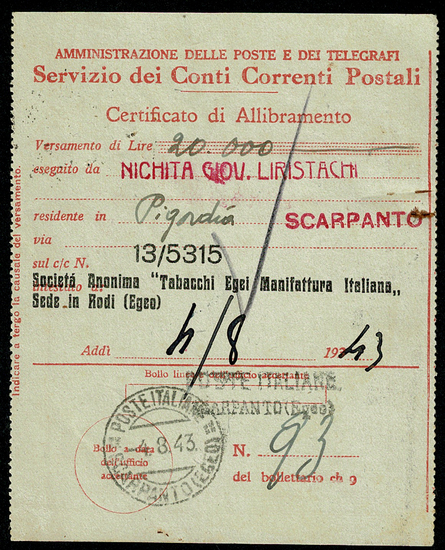 AMMINISTRAZIONE DELLE POSTE E DEI TELEGRAFI
Servizio dei Conti Correnti Postali
Certificato di Allibramento
Versamento di Lire 20 000
eseguito da NICHITA GIOV. LIRISTACHI
residente in Pigadia SCARPANTO
via
sul c/c N. 13/5315
Società Anonima "Tabacchi Egei Manifattura Italiana,,
Sede in Rodi (Egeo)
Addì 4/8 1943
Bollo lineare dell'ufficio accettante
POSTE ITALIANE
SCARPANTO (Egeo)
POSTE ITALIANE
4.8.43
SCARPANTO (EGEO)
Bollo a data
dell'ufficio
accettante
N. 93
del bollettario ch 9
Indicare a tergo la causale del versamento.